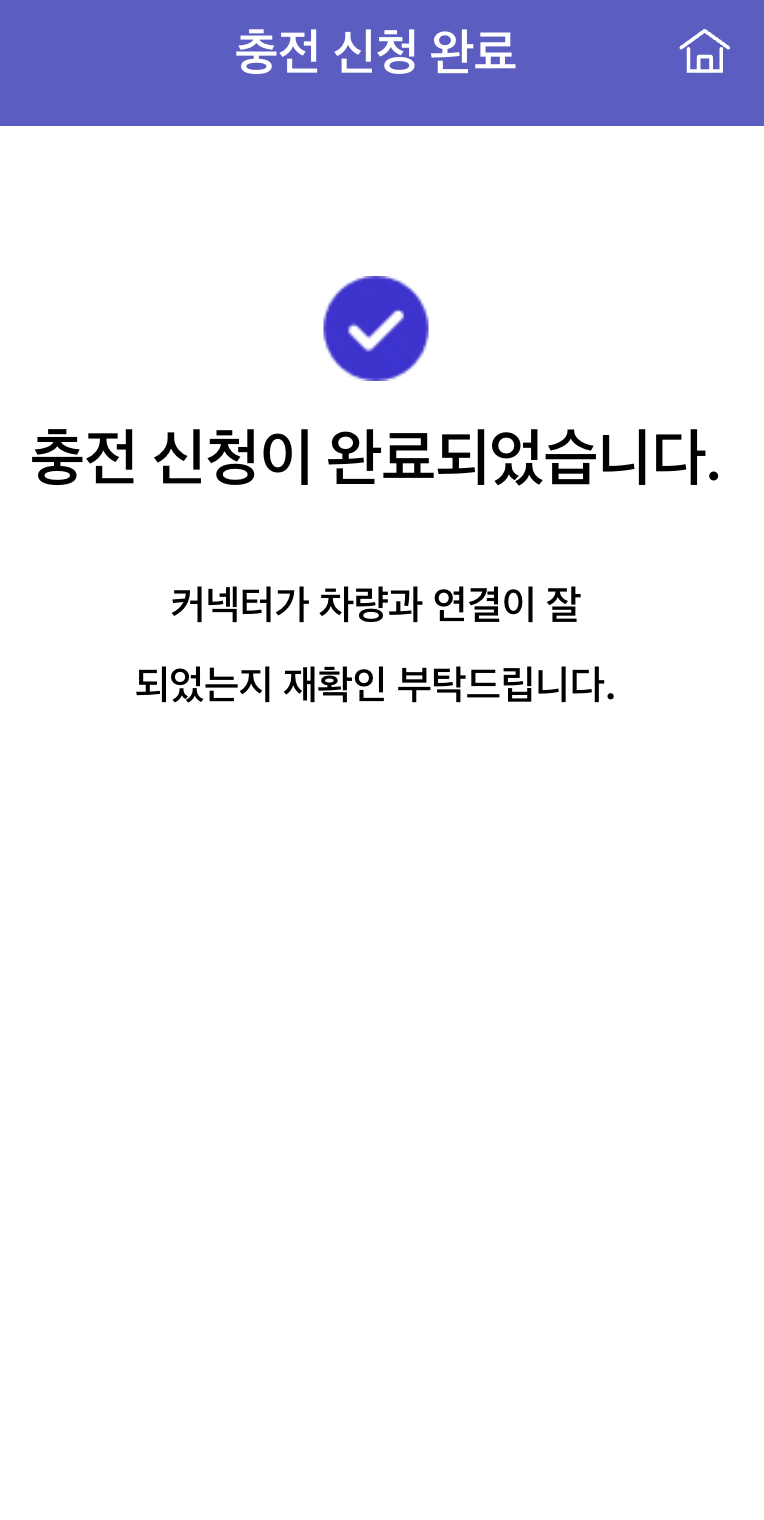 충전 신청 완료
충전 신청이 완료되었습니다.
커넥터가 차량과 연결이 잘
되었는지 재확인 부탁드립니다.